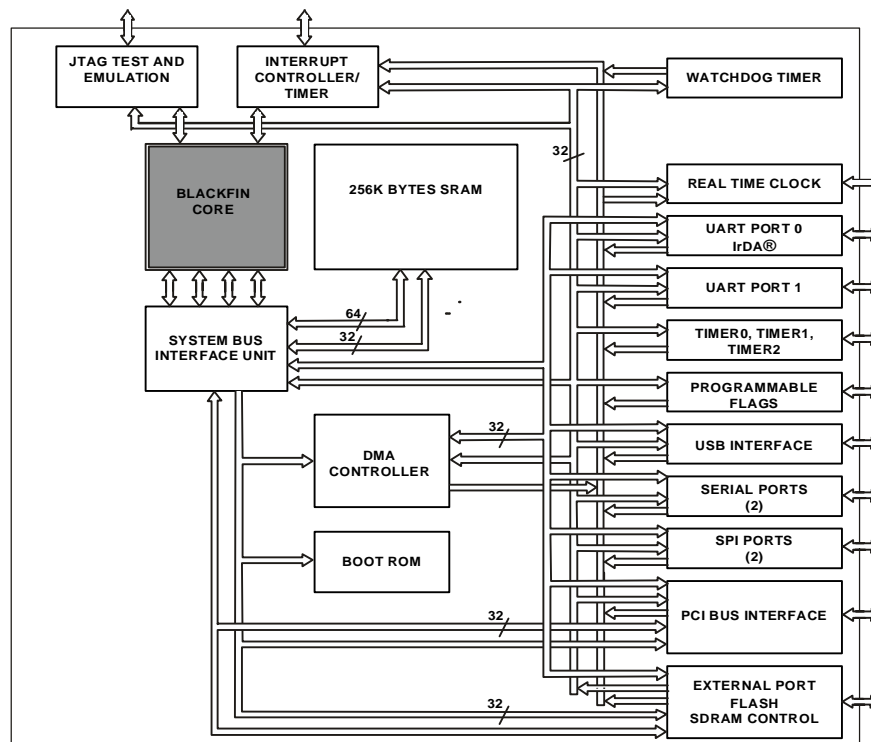 JTAG TEST AND
EMULATION
INTERRUPT
CONTROLLER/
TIMER
WATCHDOG TIMER
32
BLACKFIN
CORE
256K BYTES SRAM
REAL TIME CLOCK
UART PORT 0
IrDA®
UART PORT 1
64
32
SYSTEM BUS
INTERFACE UNIT
TIMER0, TIMER1,
TIMER2
PROGRAMMABLE
FLAGS
32
DMA
CONTROLLER
USB INTERFACE
SERIAL PORTS
(2)
BOOT ROM
SPI PORTS
(2)
32
PCI BUS INTERFACE
32
EXTERNAL PORT
FLASH
SDRAM CONTROL